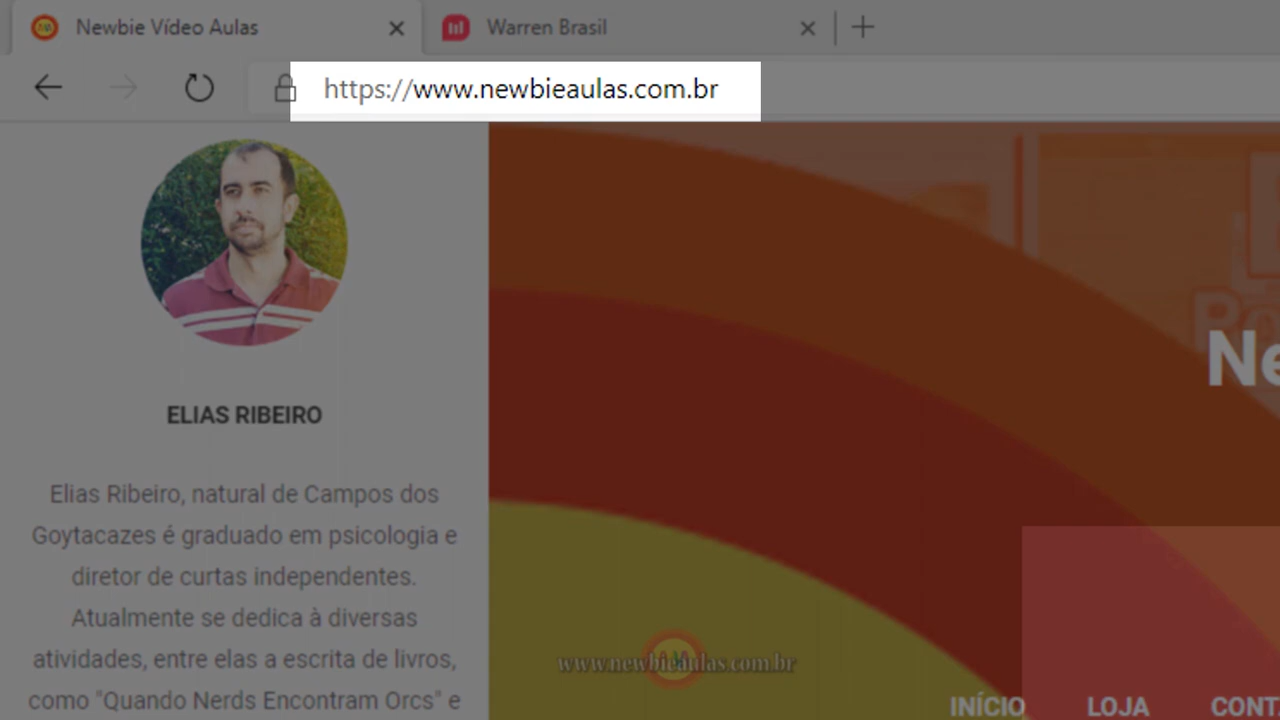 Newbie Vídeo Aulas
Warren Brasil
https://www.newbieaulas.com.br
ELIAS RIBEIRO
Elias Ribeiro, natural de Campos dos
Goytacazes é graduado em psicologia e
diretor de curtas independentes.
Atualmente se dedica à diversas
atividades, entre elas a escrita de livros,
como "Quando Nerds Encontram Orcs" e
Ne
www.newbieaulas.com.br
INÍCIO
LOJA
CONT